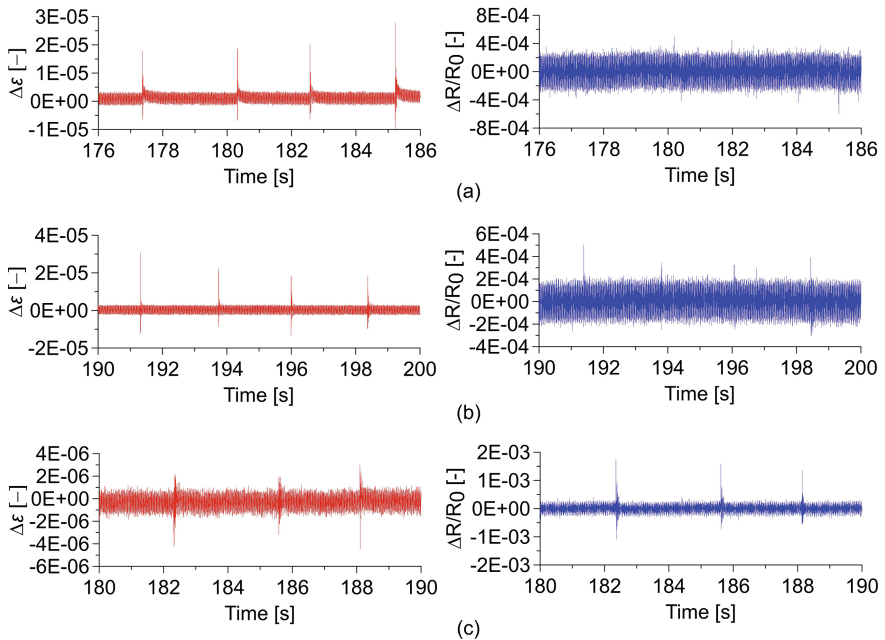 3E-05
2E-05
1E-05
0E+00
-1E-05
Δε [–]
176 178 180 182 184 186
Time [s]
8E-04
4E-04
0E+00
-4E-04
-8E-04
ΔR/R0 [-]
176 178 180 182 184 186
Time [s]
(a)
4E-05
2E-05
0E+00
-2E-05
Δε [–]
190 192 194 196 198 200
Time [s]
6E-04
4E-04
2E-04
0E+00
-2E-04
4E-04
ΔR/R0 [-]
190 192 194 196 198 200
Time [s]
(b)
4E-06
2E-06
0E+00
-2E-06
-4E-06
-6E-06
Δε [–]
180 182 184 186 188 190
Time [s]
2E-03
1E-03
0E+00
-1E-03
2E-03
ΔR/R0 [-]
180 182 184 186 188 190
Time [s]
(c)